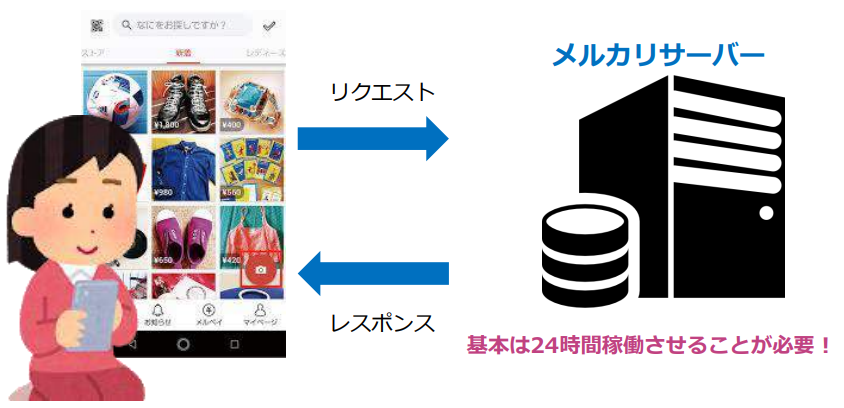 なにをお探しですか？
ストア 新着 レディース
メルカリサーバー
リクエスト
¥1,800 ¥400
¥980 ¥560
¥650 ¥420
レスポンス
お知らせ メルペイ マイページ
基本は24時間稼働させることが必要！